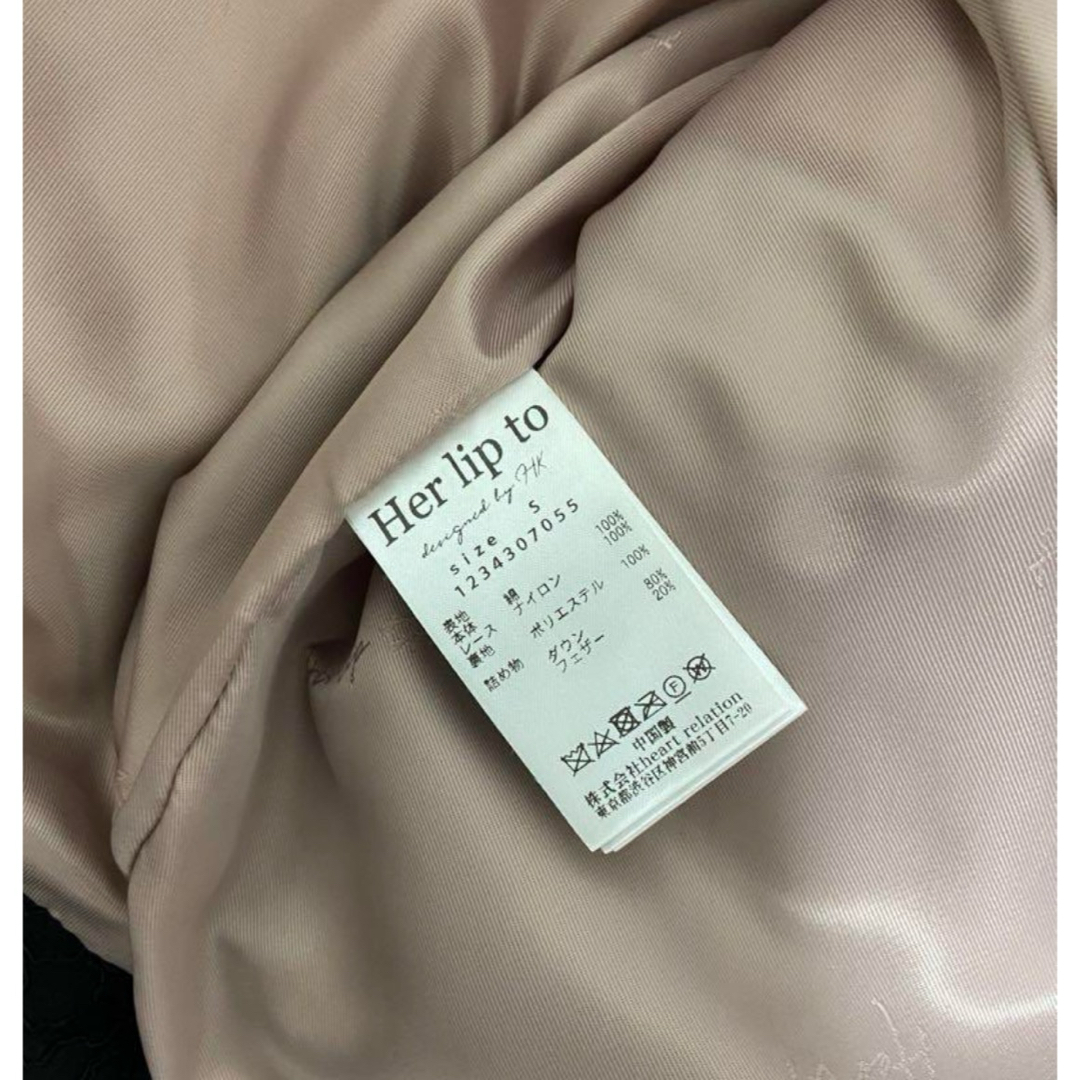 Her lip to
designed by HK
size S
1234307055
表地
本体 綿 100%
レース ナイロン 100%
裏地 ポリエステル 100%
詰め物 ダウン 80%
フェザー 20%
F
中国製
株式会社heart relation
東京都渋谷区神宮前5丁目7-20